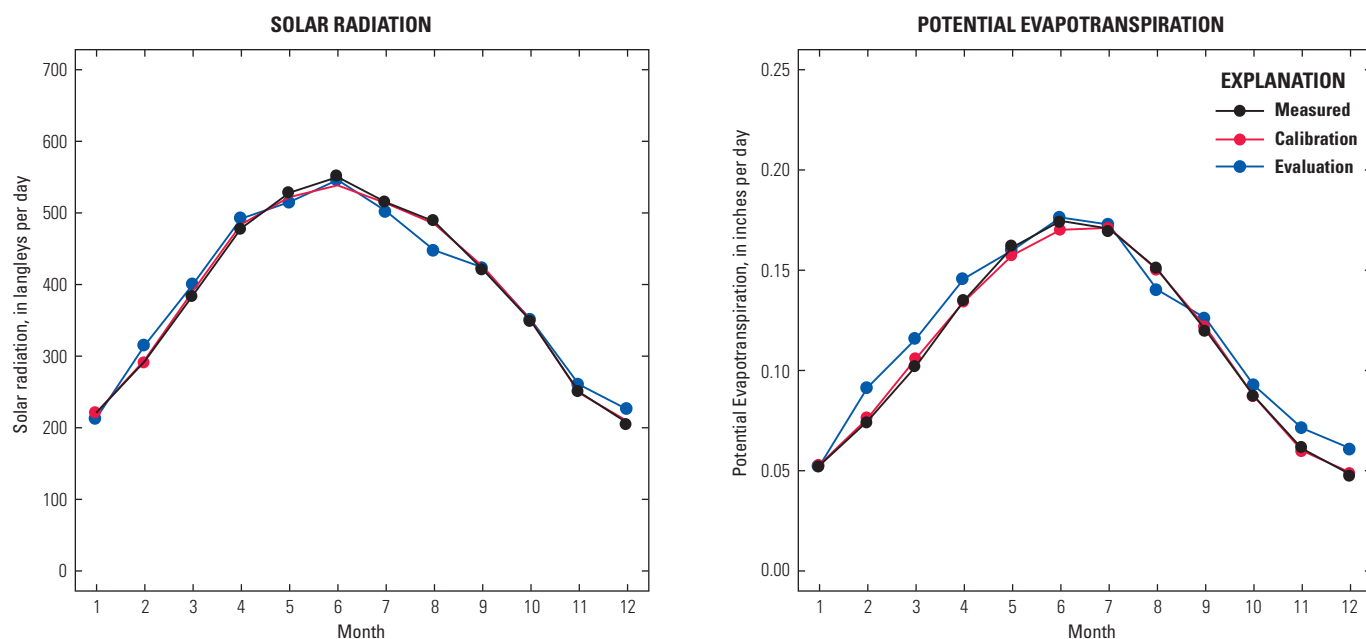 SOLAR RADIATION
700
600
500
400
300
200
100
0
Solar radiation, in langleys per day
1 2 3 4 5 6 7 8 9 10 11 12
Month
POTENTIAL EVAPOTRANSPIRATION
0.25
0.20
0.15
0.10
0.05
0.00
Potential Evapotranspiration, in inches per day
EXPLANATION
Measured
Calibration
Evaluation
1 2 3 4 5 6 7 8 9 10 11 12
Month